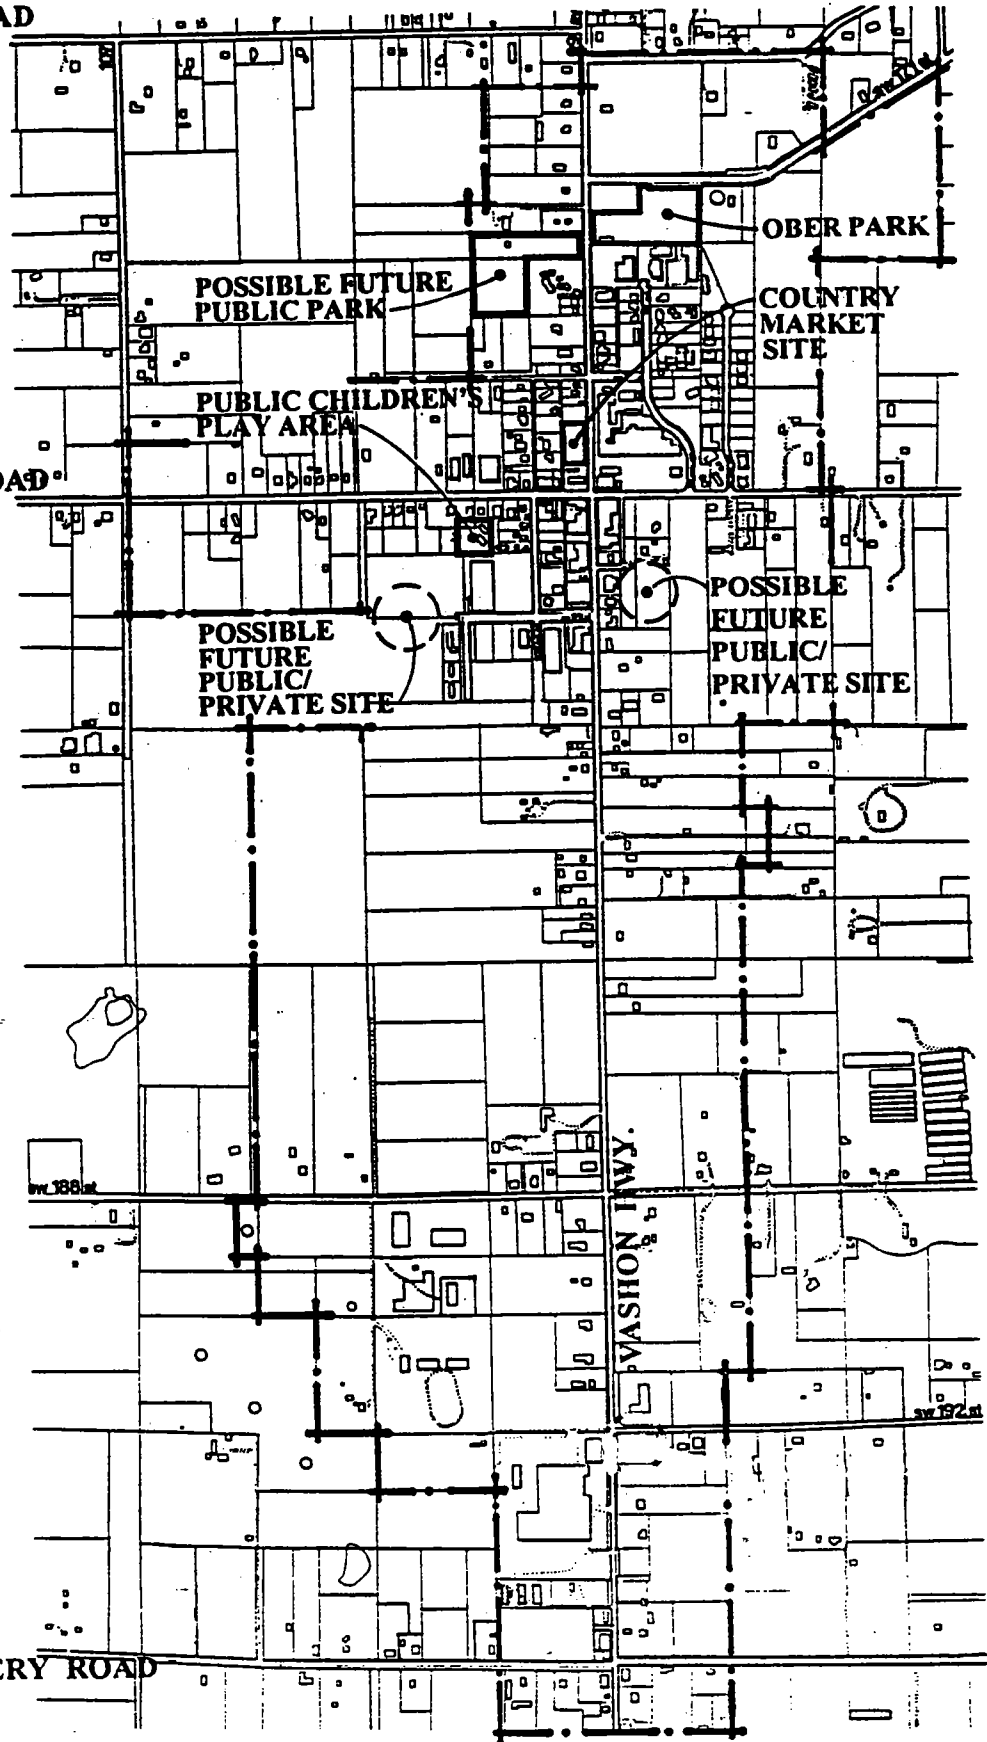 AD
OBER PARK
POSSIBLE FUTURE
PUBLIC PARK
COUNTRY
MARKET
SITE
PUBLIC CHILDREN'S
PLAY AREA
OAD
POSSIBLE
FUTURE
PUBLIC/
PRIVATE SITE
POSSIBLE
FUTURE
PUBLIC/
PRIVATE SITE
sw 188 st
VASHON HWY.
sw 192 st
ERY ROAD